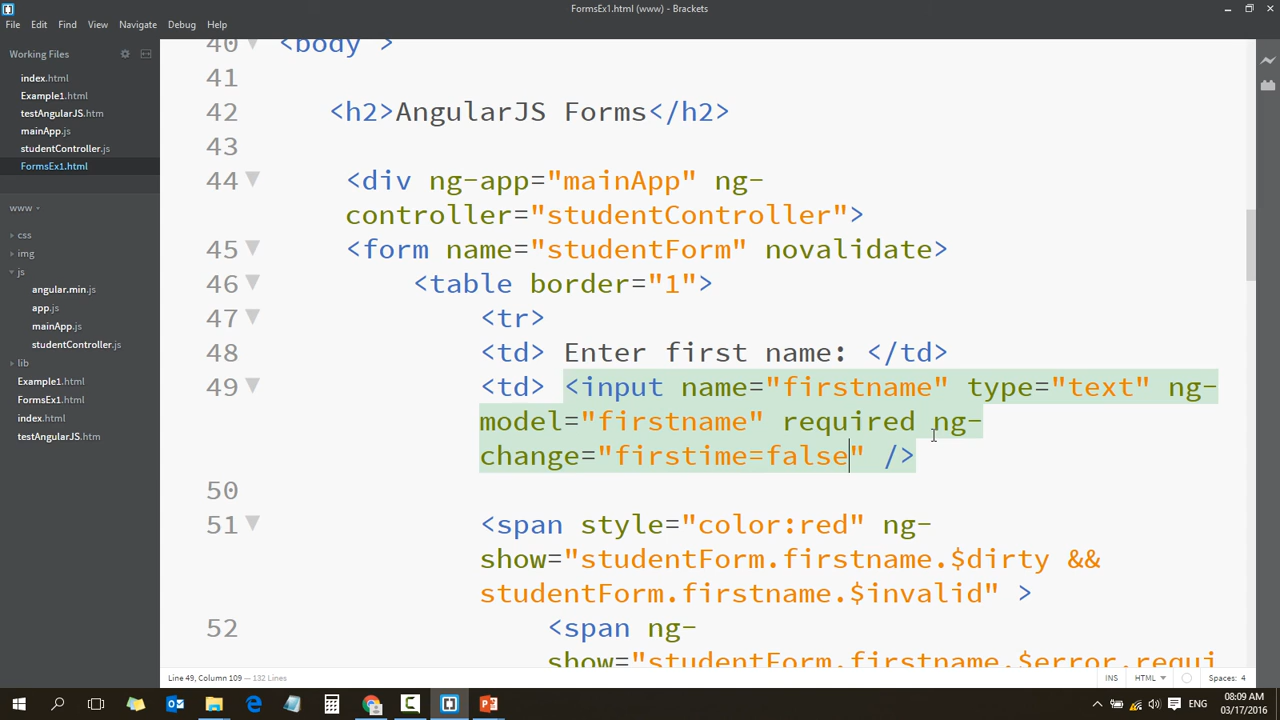 FormsEx1.html (www) - Brackets
File Edit Find View Navigate Debug Help
Working Files
index.html
Example1.html
testAngularJS.htm
mainApp.js
studentController.js
FormsEx1.html
www
css
img
js
angular.min.js
app.js
mainApp.js
studentController.js
lib
Example1.html
FormsEx1.html
index.html
testAngularJS.htm
40 <body >
41
42 <h2>AngularJS Forms</h2>
43
44 <div ng-app="mainApp" ng-
controller="studentController">
45 <form name="studentForm" novalidate>
46 <table border="1">
47 <tr>
48 <td> Enter first name: </td>
49 <td> <input name="firstname" type="text" ng-
model="firstname" required ng-
change="firstime=false" />
50
51 <span style="color:red" ng-
show="studentForm.firstname.$dirty &&
studentForm.firstname.$invalid" >
52 <span ng-
show="studentForm.firstname.$error.requi
Line 49, Column 109 — 132 Lines
INS HTML Spaces: 4
ENG
08:09 AM
03/17/2016